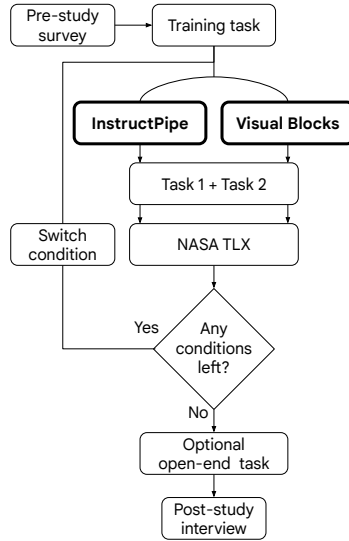 Pre-study
survey
Training task
InstructPipe
Visual Blocks
Task 1 + Task 2
Switch
condition
NASA TLX
Yes
Any
conditions
left?
No
Optional
open-end task
Post-study
interview